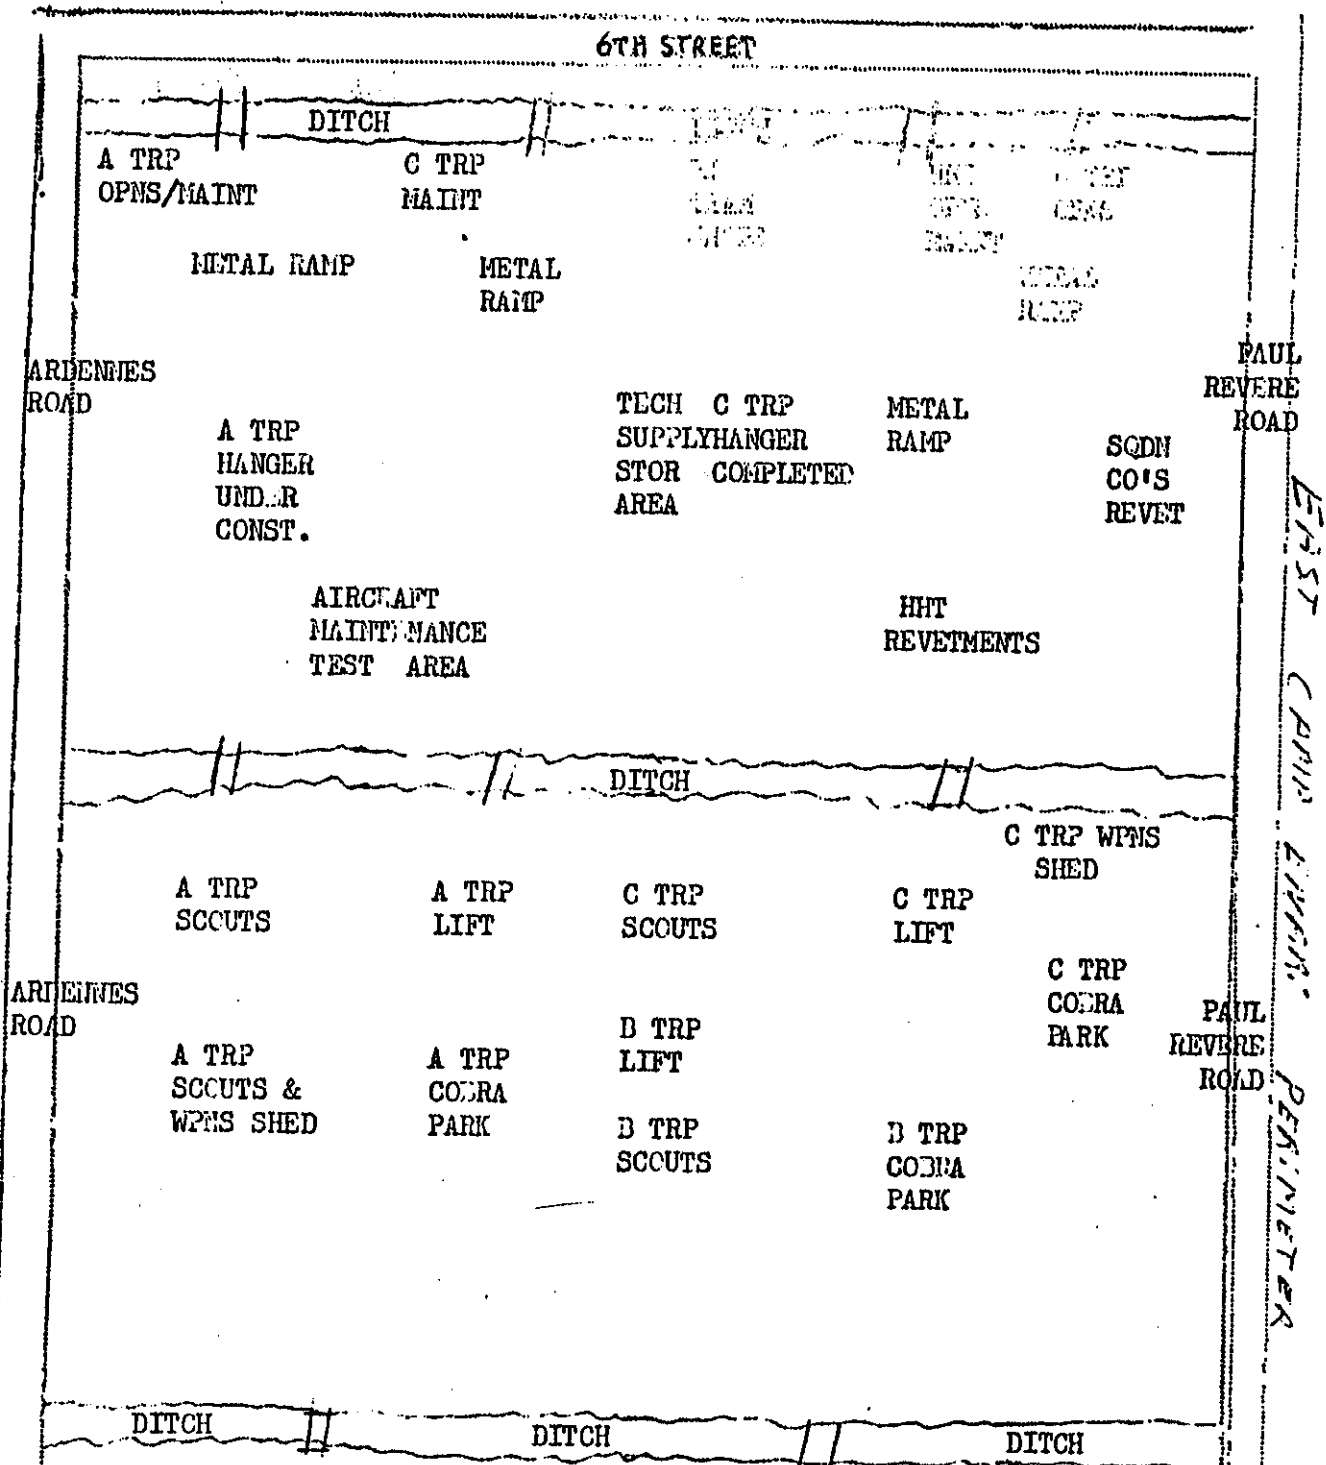 6TH STREET
DITCH
A TRP
OPNS/MAINT
C TRP
MAINT
METAL RAMP
METAL
RAMP
ARDENNES
ROAD
PAUL
REVERE
ROAD
A TRP
HANGER
UNDER
CONST.
TECH
SUPPLY
STOR
AREA
C TRP
HANGER
COMPLETED
METAL
RAMP
SQDN
CO'S
REVET
AIRCRAFT
MAINTENANCE
TEST AREA
HHT
REVETMENTS
EAST CAMP EVANS PERIMETER
DITCH
C TRP WPNS
SHED
A TRP
SCOUTS
A TRP
LIFT
C TRP
SCOUTS
C TRP
LIFT
C TRP
COBRA
PARK
ARDENNES
ROAD
PAUL
REVERE
ROAD
A TRP
SCOUTS &
WPNS SHED
A TRP
COBRA
PARK
B TRP
LIFT
B TRP
SCOUTS
B TRP
COBRA
PARK
DITCH
DITCH
DITCH